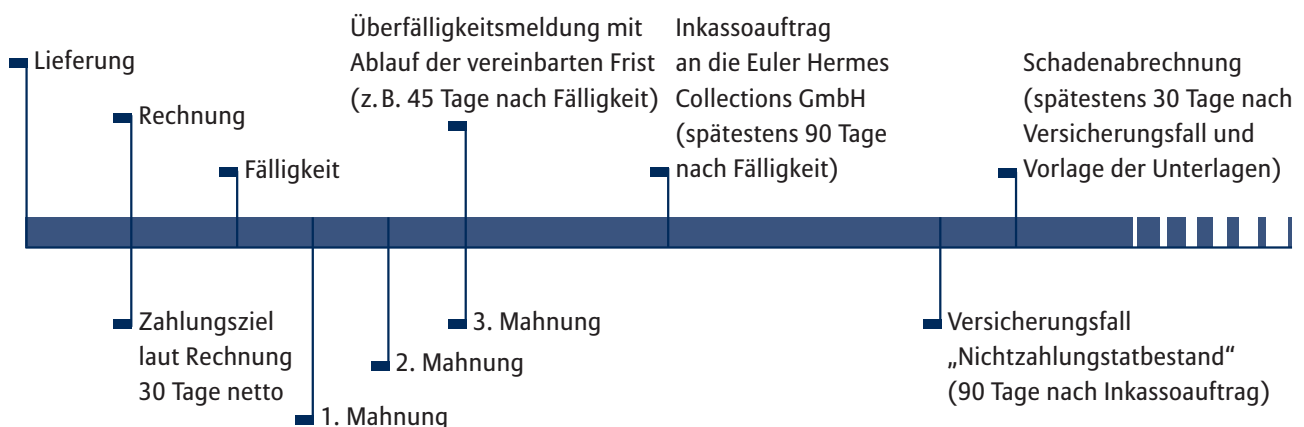 Lieferung
Rechnung
Fälligkeit
Überfälligkeitsmeldung mit
Ablauf der vereinbarten Frist
(z. B. 45 Tage nach Fälligkeit)
Inkassoauftrag
an die Euler Hermes
Collections GmbH
(spätestens 90 Tage
nach Fälligkeit)
Schadenabrechnung
(spätestens 30 Tage nach
Versicherungsfall und
Vorlage der Unterlagen)
Zahlungsziel
laut Rechnung
30 Tage netto
1. Mahnung
2. Mahnung
3. Mahnung
Versicherungsfall
„Nichtzahlungstatbestand“
(90 Tage nach Inkassoauftrag)